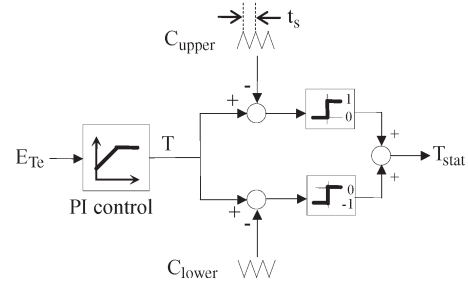 t_s
C_upper
-
+
1
0
+
E_Te
T
T_stat
PI control
+
+
0
-1
-
C_lower